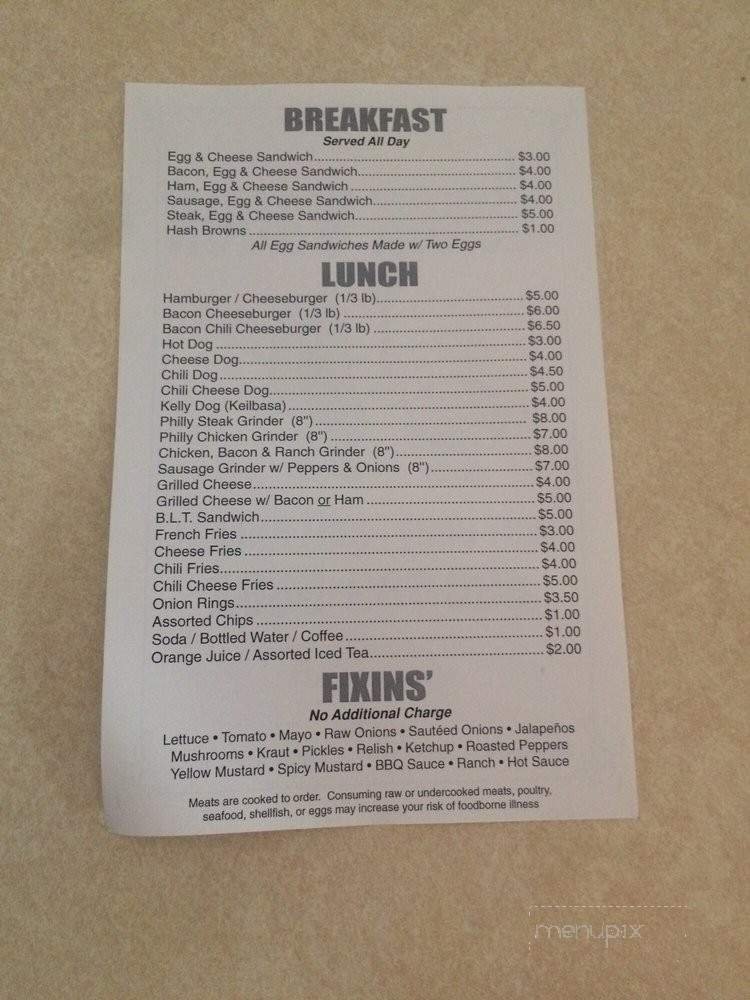 BREAKFAST
Served All Day
Egg & Cheese Sandwich........ $3.00
Bacon, Egg & Cheese Sandwich........ $4.00
Ham, Egg & Cheese Sandwich ........ $4.00
Sausage, Egg & Cheese Sandwich........ $4.00
Steak, Egg & Cheese Sandwich........ $5.00
Hash Browns ........ $1.00
All Egg Sandwiches Made w/ Two Eggs
LUNCH
Hamburger / Cheeseburger (1/3 lb)........ $5.00
Bacon Cheeseburger (1/3 lb) ........ $6.00
Bacon Chili Cheeseburger (1/3 lb) ........ $6.50
Hot Dog ........ $3.00
Cheese Dog........ $4.00
Chili Dog........ $4.50
Chili Cheese Dog........ $5.00
Kelly Dog (Keilbasa)........ $4.00
Philly Steak Grinder (8")........ $8.00
Philly Chicken Grinder (8") ........ $7.00
Chicken, Bacon & Ranch Grinder (8")........ $8.00
Sausage Grinder w/ Peppers & Onions (8")........ $7.00
Grilled Cheese........ $4.00
Grilled Cheese w/ Bacon or Ham ........ $5.00
B.L.T. Sandwich........ $5.00
French Fries ........ $3.00
Cheese Fries ........ $4.00
Chili Fries........ $4.00
Chili Cheese Fries ........ $5.00
Onion Rings........ $3.50
Assorted Chips ........ $1.00
Soda / Bottled Water / Coffee........ $1.00
Orange Juice / Assorted Iced Tea........ $2.00
FIXINS'
No Additional Charge
Lettuce • Tomato • Mayo • Raw Onions • Sautéed Onions • Jalapeños
Mushrooms • Kraut • Pickles • Relish • Ketchup • Roasted Peppers
Yellow Mustard • Spicy Mustard • BBQ Sauce • Ranch • Hot Sauce
Meats are cooked to order. Consuming raw or undercooked meats, poultry,
seafood, shellfish, or eggs may increase your risk of foodborne illness
menupix